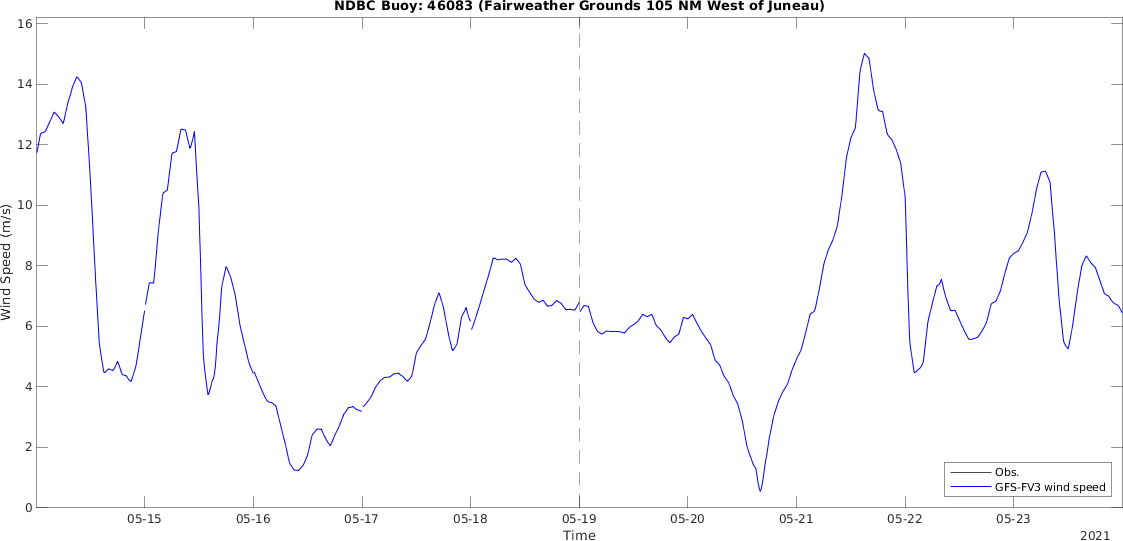 NDBC Buoy: 46083 (Fairweather Grounds 105 NM West of Juneau)
16
14
12
10
8
6
4
2
0
Wind Speed (m/s)
Obs.
GFS-FV3 wind speed
05-15 05-16 05-17 05-18 05-19 05-20 05-21 05-22 05-23
Time
2021